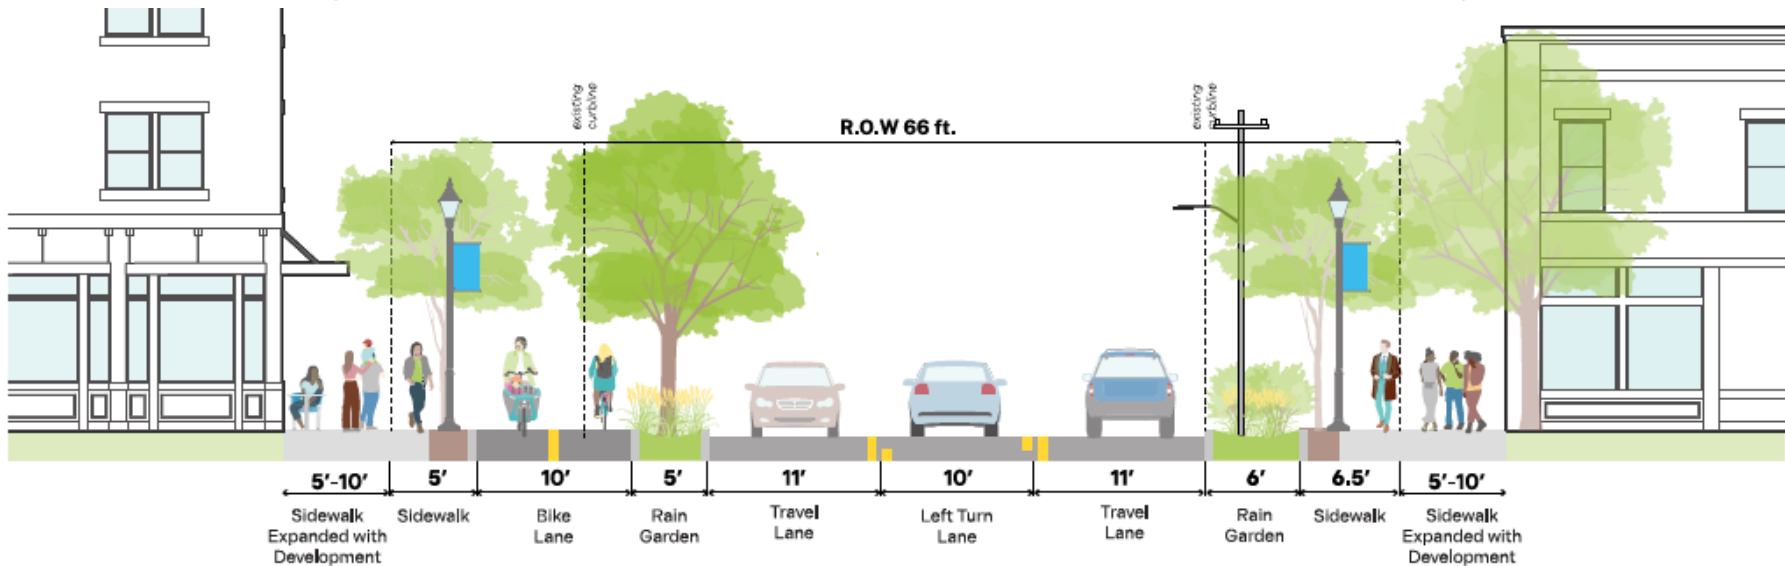 existing
curbline
existing
curbline
R.O.W 66 ft.
5'-10'
5'
10'
5'
11'
10'
11'
6'
6.5'
5'-10'
Sidewalk
Expanded with
Development
Sidewalk
Bike
Lane
Rain
Garden
Travel
Lane
Left Turn
Lane
Travel
Lane
Rain
Garden
Sidewalk
Sidewalk
Expanded with
Development